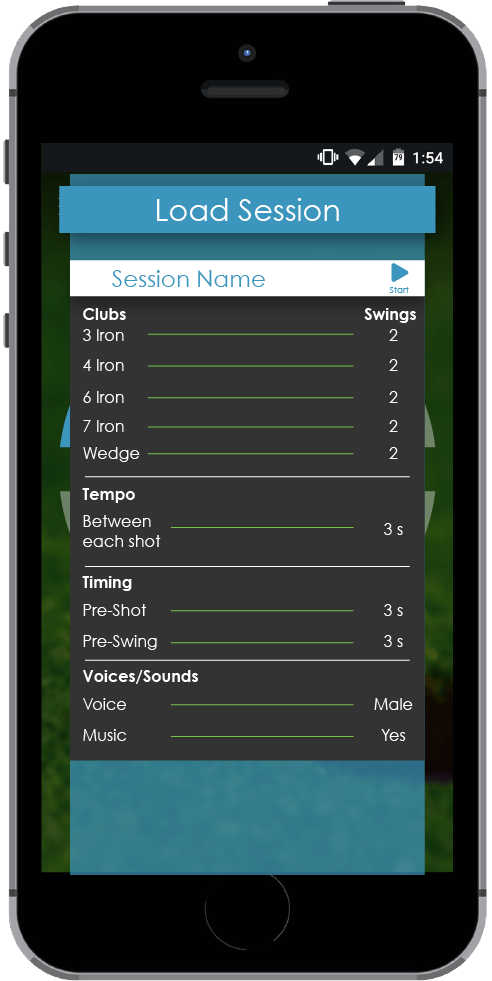 79 1:54
Load Session
Session Name
Start
Clubs Swings
3 Iron 2
4 Iron 2
6 Iron 2
7 Iron 2
Wedge 2
Tempo
Between
each shot 3 s
Timing
Pre-Shot 3 s
Pre-Swing 3 s
Voices/Sounds
Voice Male
Music Yes